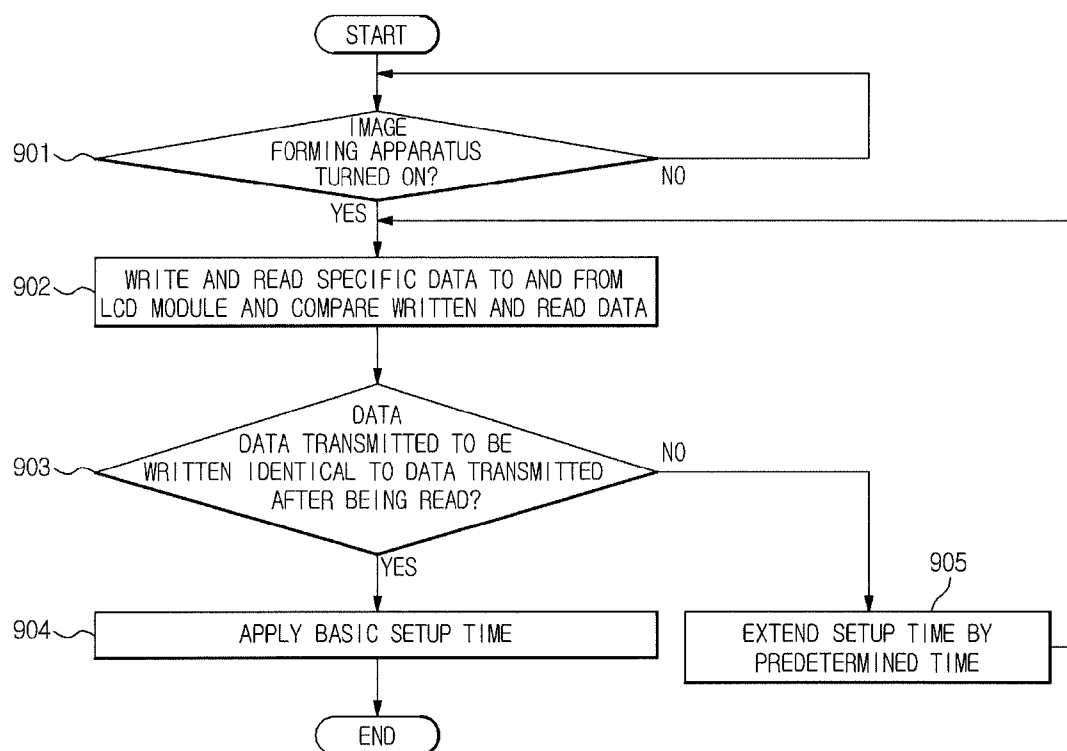 START
901
IMAGE
FORMING APPARATUS
TURNED ON?
NO
YES
902
WRITE AND READ SPECIFIC DATA TO AND FROM
LCD MODULE AND COMPARE WRITTEN AND READ DATA
903
DATA
DATA TRANSMITTED TO BE
WRITTEN IDENTICAL TO DATA TRANSMITTED
AFTER BEING READ?
NO
YES
904
APPLY BASIC SETUP TIME
905
EXTEND SETUP TIME BY
PREDETERMINED TIME
END